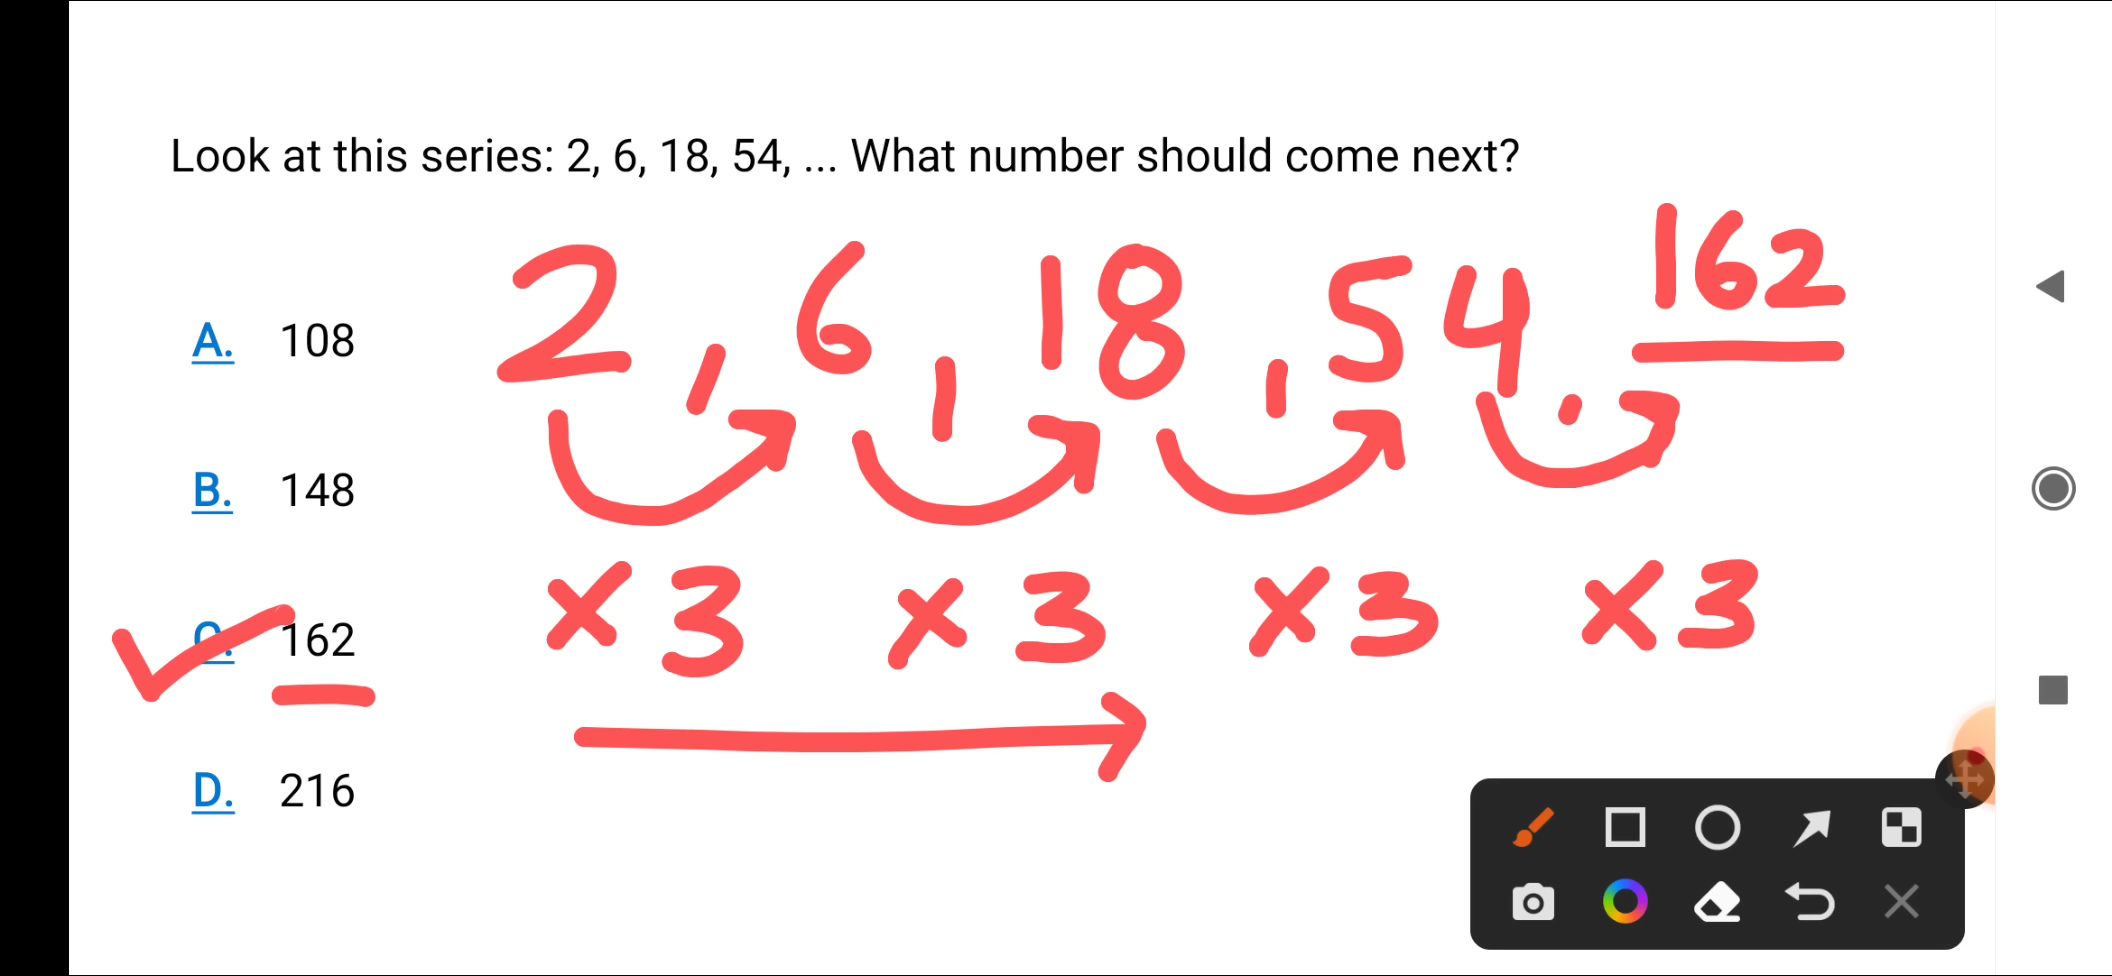 Look at this series: 2, 6, 18, 54, ... What number should come next?
2, 6, 18, 54. 162
A. 108
B. 148
×3 ×3 ×3 ×3
C. 162
D. 216